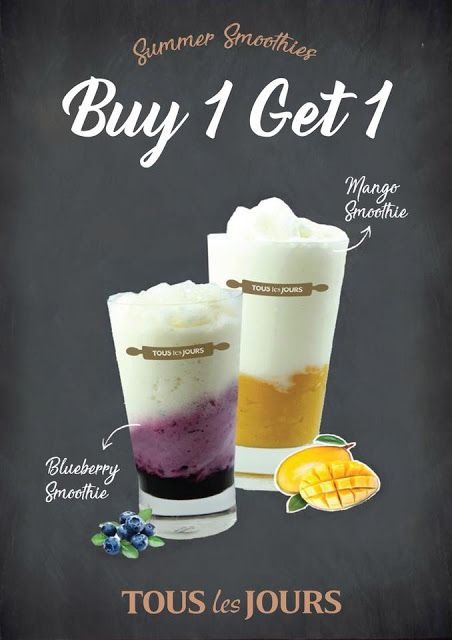 Summer Smoothies
Buy 1 Get 1
Mango
Smoothie
TOUS les JOURS
TOUS les JOURS
Blueberry
Smoothie
TOUS les JOURS